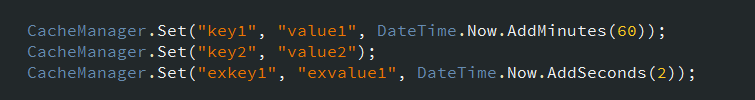 CacheManager.Set("key1", "value1", DateTime.Now.AddMinutes(60));
CacheManager.Set("key2", "value2");
CacheManager.Set("exkey1", "exvalue1", DateTime.Now.AddSeconds(2));